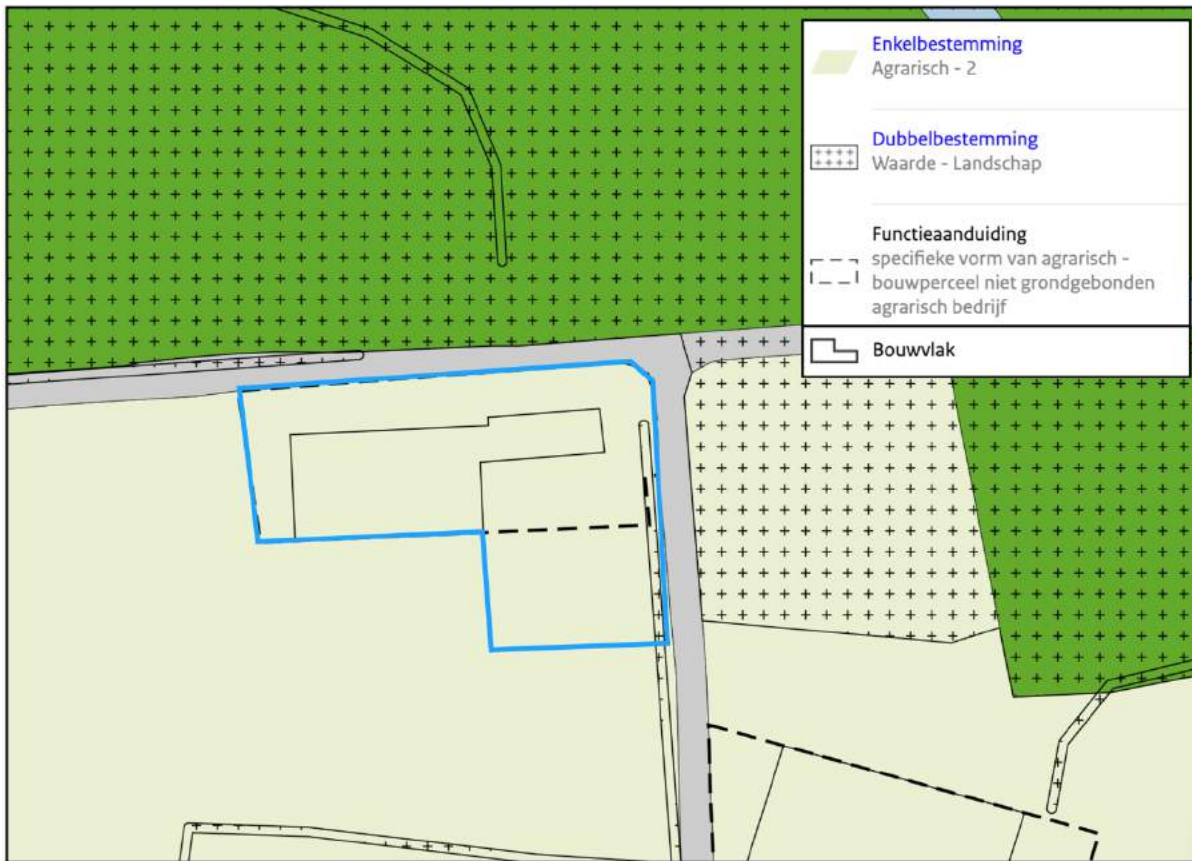 Enkelbestemming
Agrarisch - 2
Dubbelbestemming
Waarde - Landschap
Functieaanduiding
specifieke vorm van agrarisch -
bouwperceel niet grondgebonden
agrarisch bedrijf
Bouwvlak